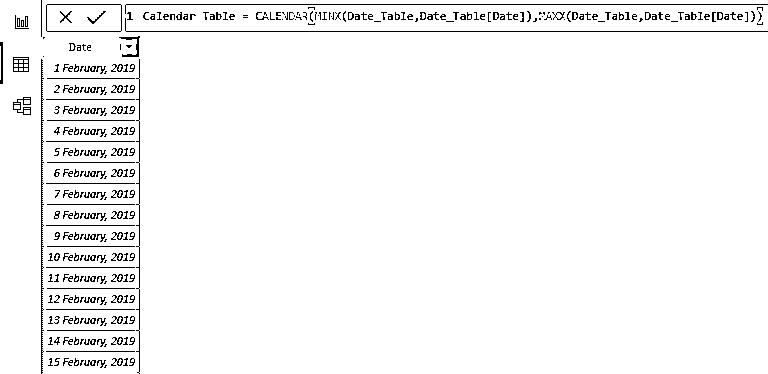 1 Calendar Table = CALENDAR(MINX(Date_Table,Date_Table[Date]),MAXX(Date_Table,Date_Table[Date]))
Date
1 February, 2019
2 February, 2019
3 February, 2019
4 February, 2019
5 February, 2019
6 February, 2019
7 February, 2019
8 February, 2019
9 February, 2019
10 February, 2019
11 February, 2019
12 February, 2019
13 February, 2019
14 February, 2019
15 February, 2019